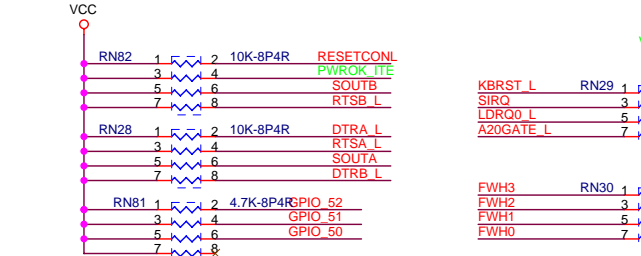 VCC
RN82 1 2 10K-8P4R RESETCONL
3 4 PWROK_ITE
5 6 SOUTB
7 8 RTSB_L
RN28 1 2 10K-8P4R DTRA_L
3 4 RTSA_L
5 6 SOUTA
7 8 DTRB_L
RN81 1 2 4.7K-8P4R GPIO_52
3 4 GPIO_51
5 6 GPIO_50
7 8
KBRST_L RN29 1
SIRQ 3
LDRQ0_L 5
A20GATE_L 7
FWH3 RN30 1
FWH2 3
FWH1 5
FWH0 7